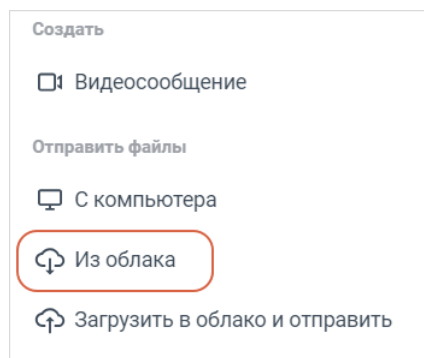 Создать
Видеосообщение
Отправить файлы
С компьютера
Из облака
Загрузить в облако и отправить